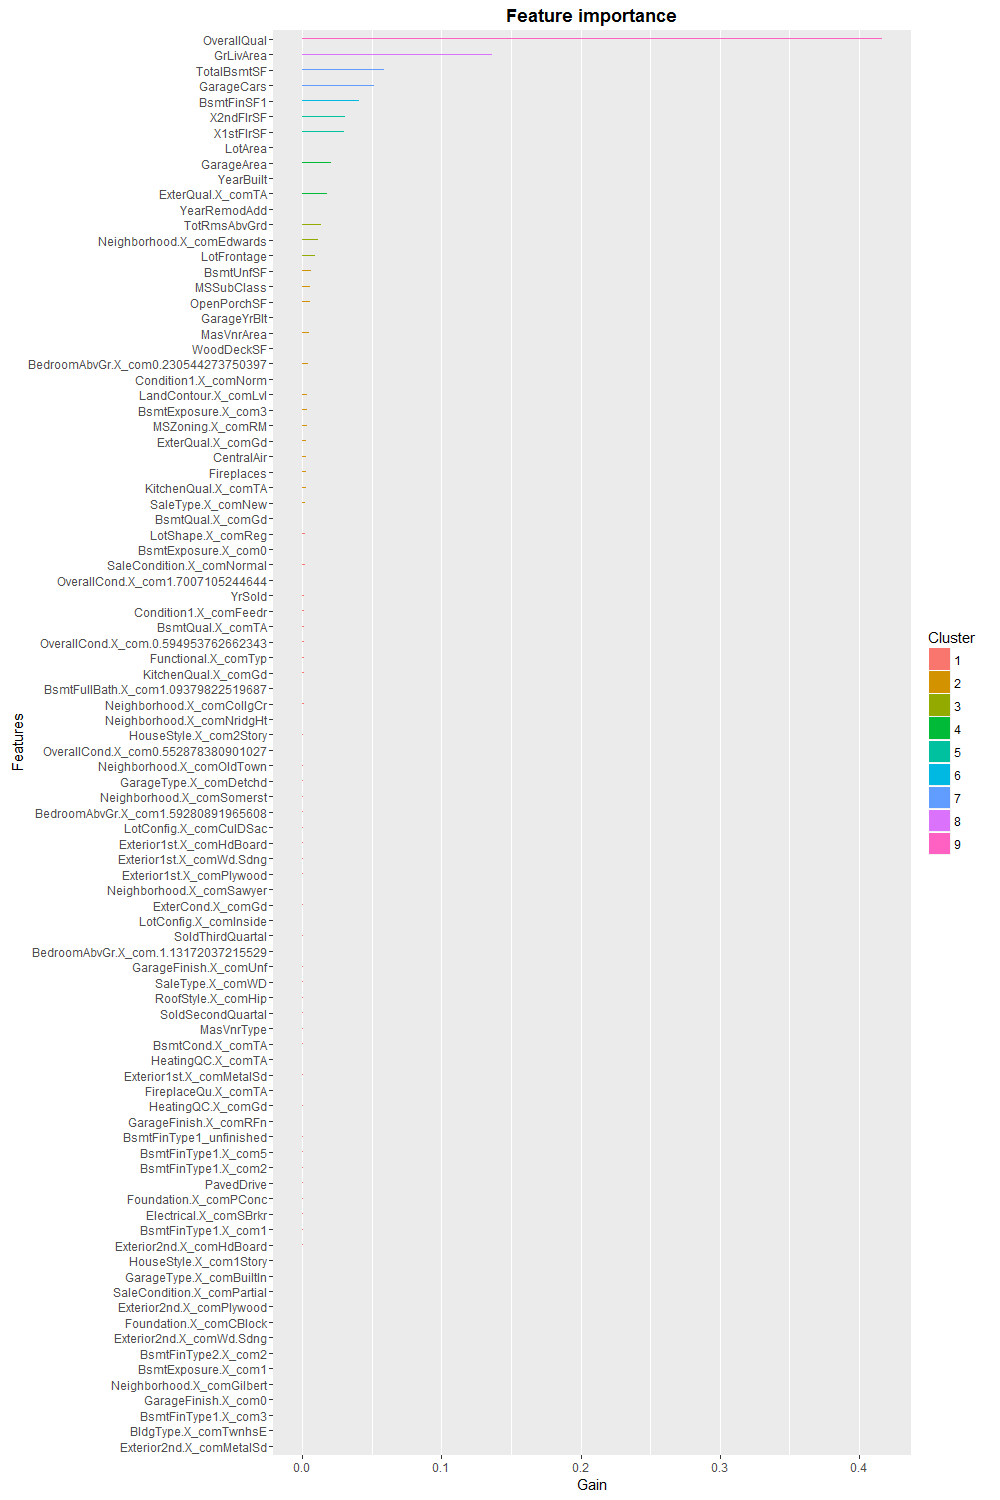 Feature importance
OverallQual
GrLivArea
TotalBsmtSF
GarageCars
BsmtFinSF1
X2ndFlrSF
X1stFlrSF
LotArea
GarageArea
YearBuilt
ExterQual.X_comTA
YearRemodAdd
TotRmsAbvGrd
Neighborhood.X_comEdwards
LotFrontage
BsmtUnfSF
MSSubClass
OpenPorchSF
GarageYrBlt
MasVnrArea
WoodDeckSF
BedroomAbvGr.X_com0.230544273750397
Condition1.X_comNorm
LandContour.X_comLvl
BsmtExposure.X_com3
MSZoning.X_comRM
ExterQual.X_comGd
CentralAir
Fireplaces
KitchenQual.X_comTA
SaleType.X_comNew
BsmtQual.X_comGd
LotShape.X_comReg
BsmtExposure.X_com0
SaleCondition.X_comNormal
OverallCond.X_com1.7007105244644
YrSold
Condition1.X_comFeedr
BsmtQual.X_comTA
OverallCond.X_com.0.594953762662343
Functional.X_comTyp
KitchenQual.X_comGd
BsmtFullBath.X_com1.09379822519687
Neighborhood.X_comCollgCr
Neighborhood.X_comNridgHt
HouseStyle.X_com2Story
OverallCond.X_com0.552878380901027
Neighborhood.X_comOldTown
GarageType.X_comDetchd
Neighborhood.X_comSomerst
BedroomAbvGr.X_com1.59280891965608
LotConfig.X_comCulDSac
Exterior1st.X_comHdBoard
Exterior1st.X_comWd.Sdng
Exterior1st.X_comPlywood
Neighborhood.X_comSawyer
ExterCond.X_comGd
LotConfig.X_comInside
SoldThirdQuartal
BedroomAbvGr.X_com.1.13172037215529
GarageFinish.X_comUnf
SaleType.X_comWD
RoofStyle.X_comHip
SoldSecondQuartal
MasVnrType
BsmtCond.X_comTA
HeatingQC.X_comTA
Exterior1st.X_comMetalSd
FireplaceQu.X_comTA
HeatingQC.X_comGd
GarageFinish.X_comRFn
BsmtFinType1_unfinished
BsmtFinType1.X_com5
BsmtFinType1.X_com2
PavedDrive
Foundation.X_comPConc
Electrical.X_comSBrkr
BsmtFinType1.X_com1
Exterior2nd.X_comHdBoard
HouseStyle.X_com1Story
GarageType.X_comBuiltIn
SaleCondition.X_comPartial
Exterior2nd.X_comPlywood
Foundation.X_comCBlock
Exterior2nd.X_comWd.Sdng
BsmtFinType2.X_com2
BsmtExposure.X_com1
Neighborhood.X_comGilbert
GarageFinish.X_com0
BsmtFinType1.X_com3
BldgType.X_comTwnhsE
Exterior2nd.X_comMetalSd
Features
0.0 0.1 0.2 0.3 0.4
Gain
Cluster
1
2
3
4
5
6
7
8
9